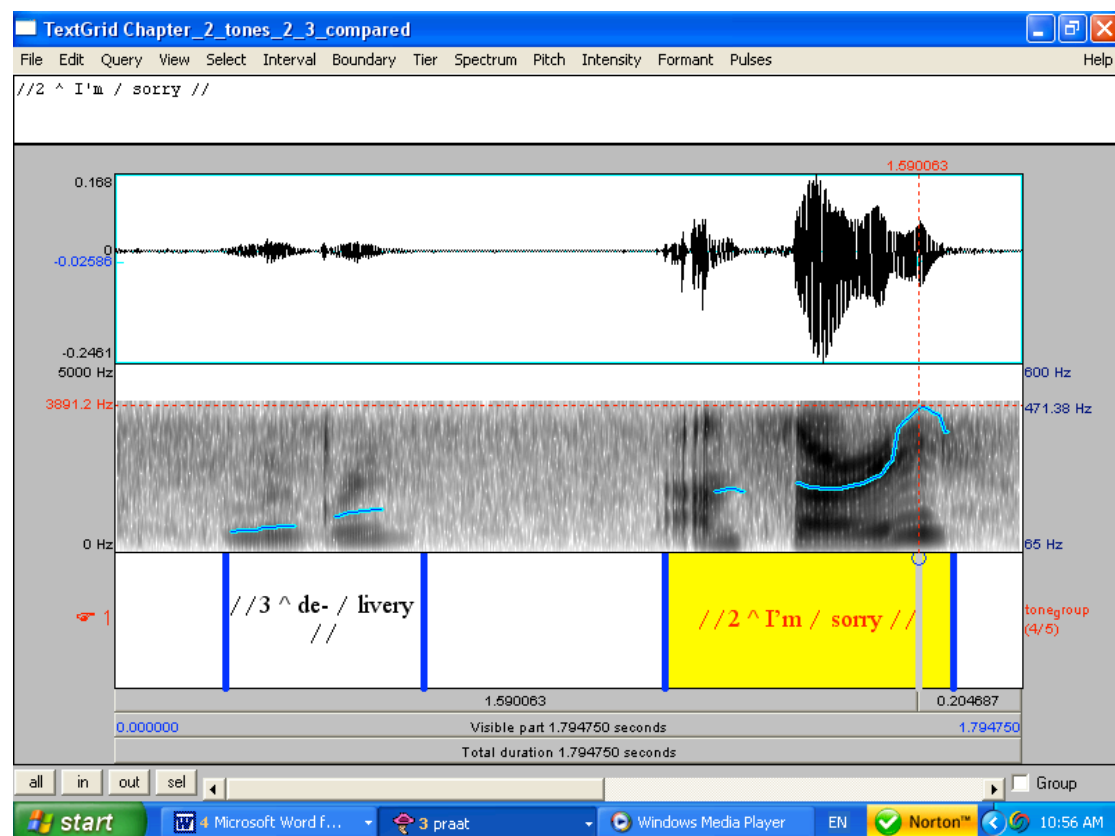 TextGrid Chapter_2_tones_2_3_compared
File Edit Query View Select Interval Boundary Tier Spectrum Pitch Intensity Formant Pulses Help
//2 ^ I'm / sorry //
1.590063
0.168
0
-0.02586
-0.2461
5000 Hz 600 Hz
3891.2 Hz 471.38 Hz
0 Hz 65 Hz
1
//3 ^ de- / livery
//
//2 ^ I'm / sorry //
tonegroup
(4/5)
1.590063 0.204687
0.000000 Visible part 1.794750 seconds 1.794750
Total duration 1.794750 seconds
all in out sel Group
start 4 Microsoft Word f... 3 praat Windows Media Player EN Norton™ 10:56 AM